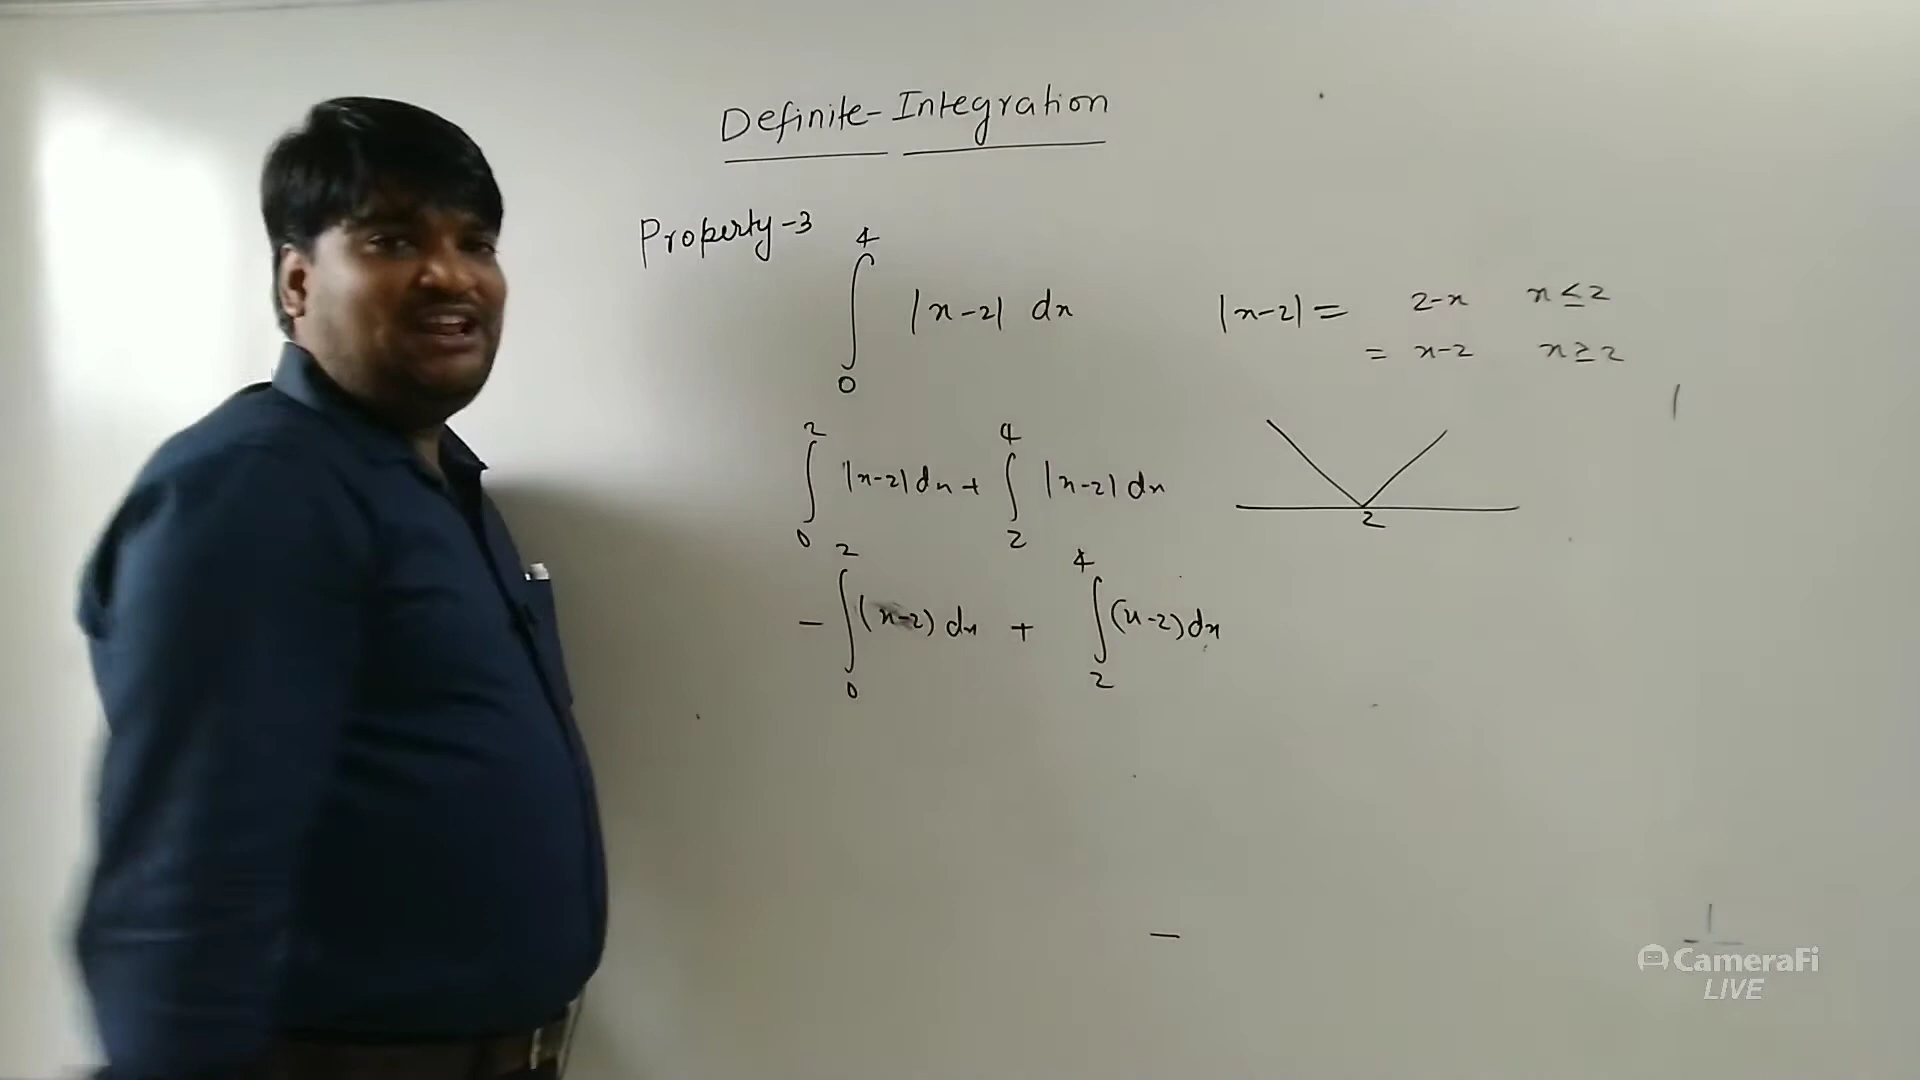 Definite-Integration
Property-3
4
∫ |x-2| dx
0
|x-2| = 2-x x≤2
= x-2 x≥2
2 4
∫ |x-2| dx + ∫ |x-2| dx
0 2
2
2 4
- ∫ (x-2) dx + ∫ (x-2) dx
0 2
CameraFi
LIVE